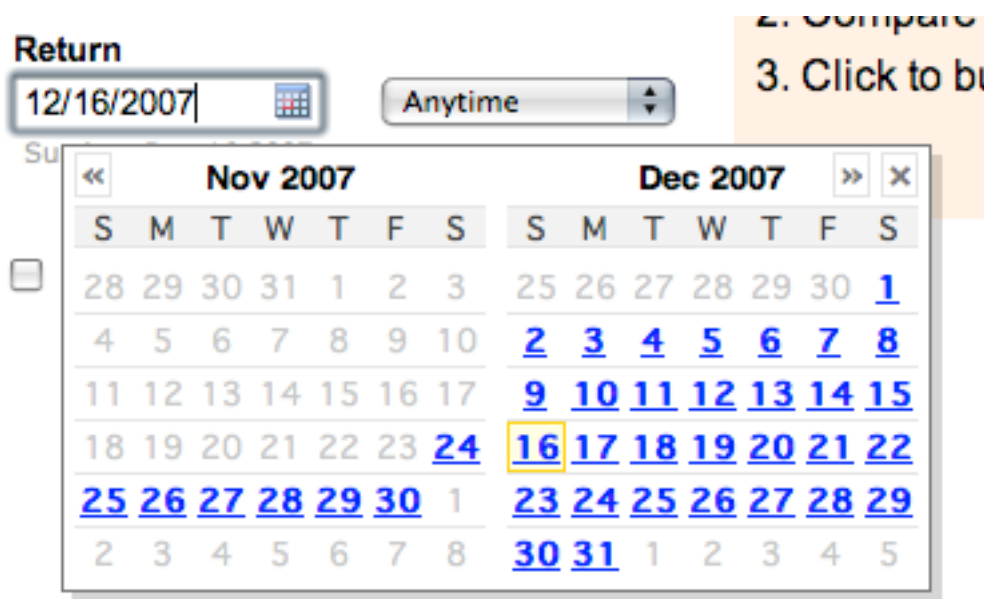 2. Compare
Return
3. Click to bu
12/16/2007 Anytime
Su
« Nov 2007 Dec 2007 » ×
S M T W T F S S M T W T F S
28 29 30 31 1 2 3 25 26 27 28 29 30 1
4 5 6 7 8 9 10 2 3 4 5 6 7 8
11 12 13 14 15 16 17 9 10 11 12 13 14 15
18 19 20 21 22 23 24 16 17 18 19 20 21 22
25 26 27 28 29 30 1 23 24 25 26 27 28 29
2 3 4 5 6 7 8 30 31 1 2 3 4 5